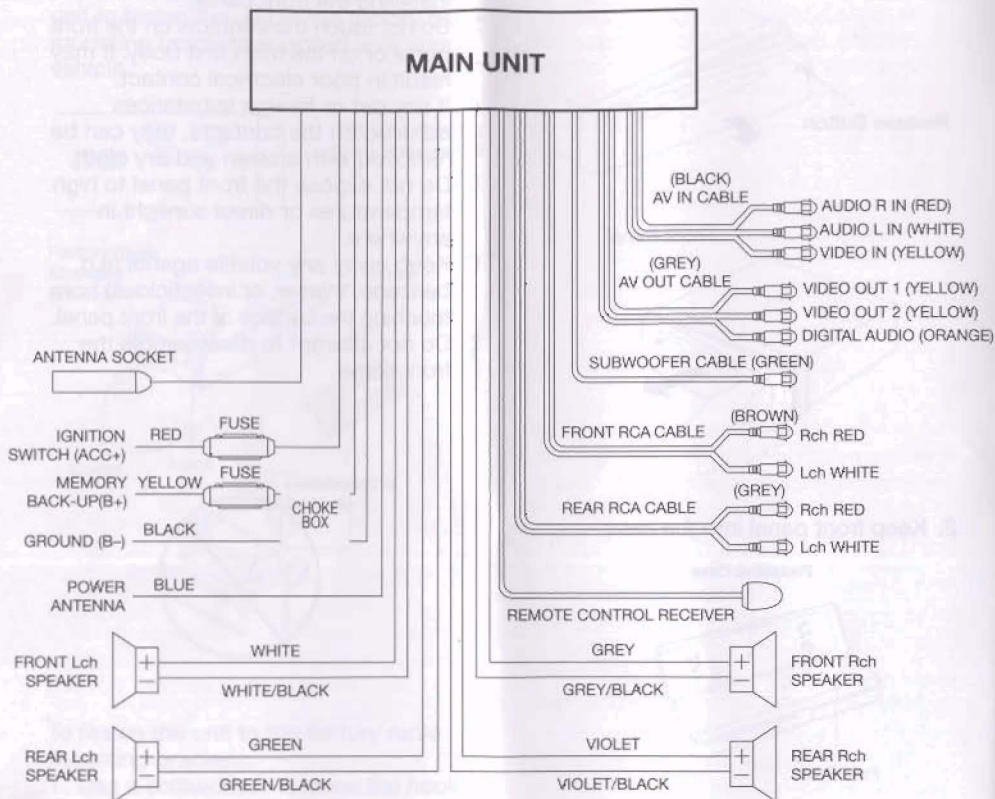 MAIN UNIT
(BLACK)
AV IN CABLE
AUDIO R IN (RED)
AUDIO L IN (WHITE)
VIDEO IN (YELLOW)
(GREY)
AV OUT CABLE
VIDEO OUT 1 (YELLOW)
VIDEO OUT 2 (YELLOW)
DIGITAL AUDIO (ORANGE)
SUBWOOFER CABLE (GREEN)
(BROWN)
FRONT RCA CABLE
Rch RED
Lch WHITE
(GREY)
REAR RCA CABLE
Rch RED
Lch WHITE
REMOTE CONTROL RECEIVER
ANTENNA SOCKET
IGNITION
SWITCH (ACC+)
RED
FUSE
MEMORY
BACK-UP(B+)
YELLOW
FUSE
CHOKE
BOX
GROUND (B–)
BLACK
POWER
ANTENNA
BLUE
FRONT Lch
SPEAKER
+
–
WHITE
WHITE/BLACK
GREY
GREY/BLACK
+
–
FRONT Rch
SPEAKER
REAR Lch
SPEAKER
+
–
GREEN
GREEN/BLACK
VIOLET
VIOLET/BLACK
+
–
REAR Rch
SPEAKER